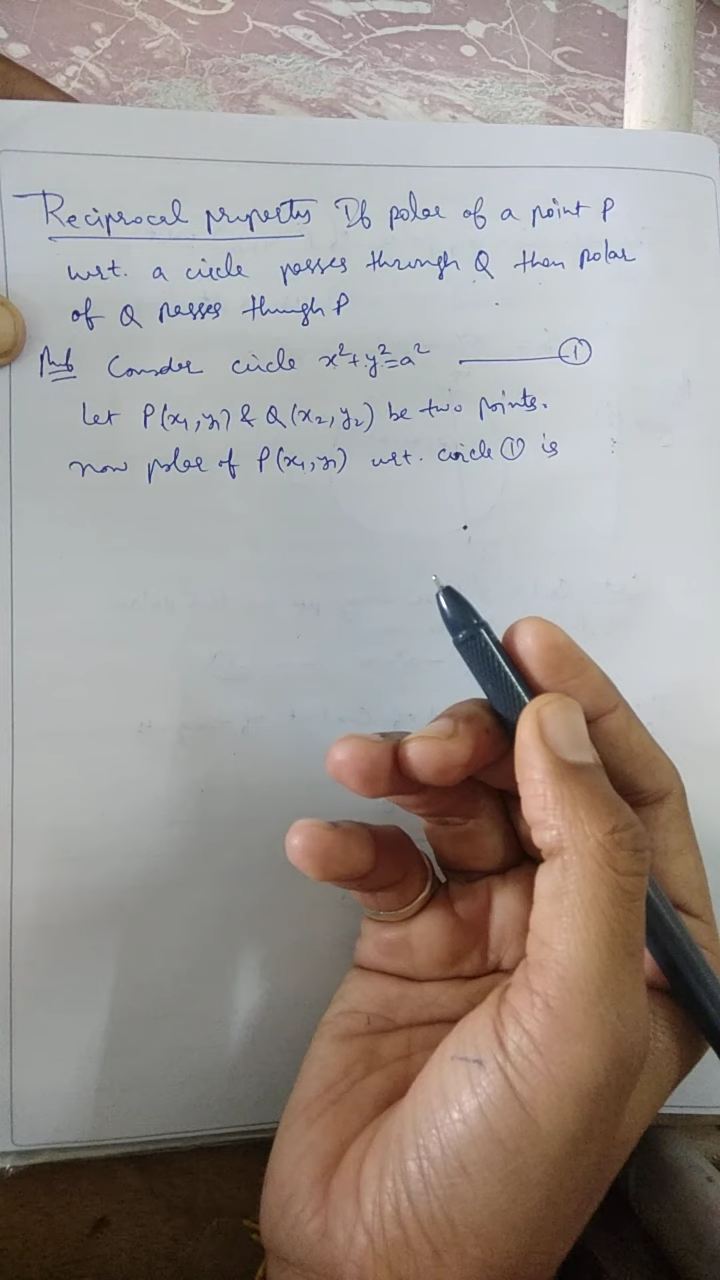 Reciprocal property If polar of a point P
w.r.t. a circle passes through Q then polar
of Q passes through P
Proof Consider circle x²+y²=a² ——— ①
Let P(x₁,y₁) & Q(x₂,y₂) be two points.
now polar of P(x₁,y₁) w.r.t. circle ① is